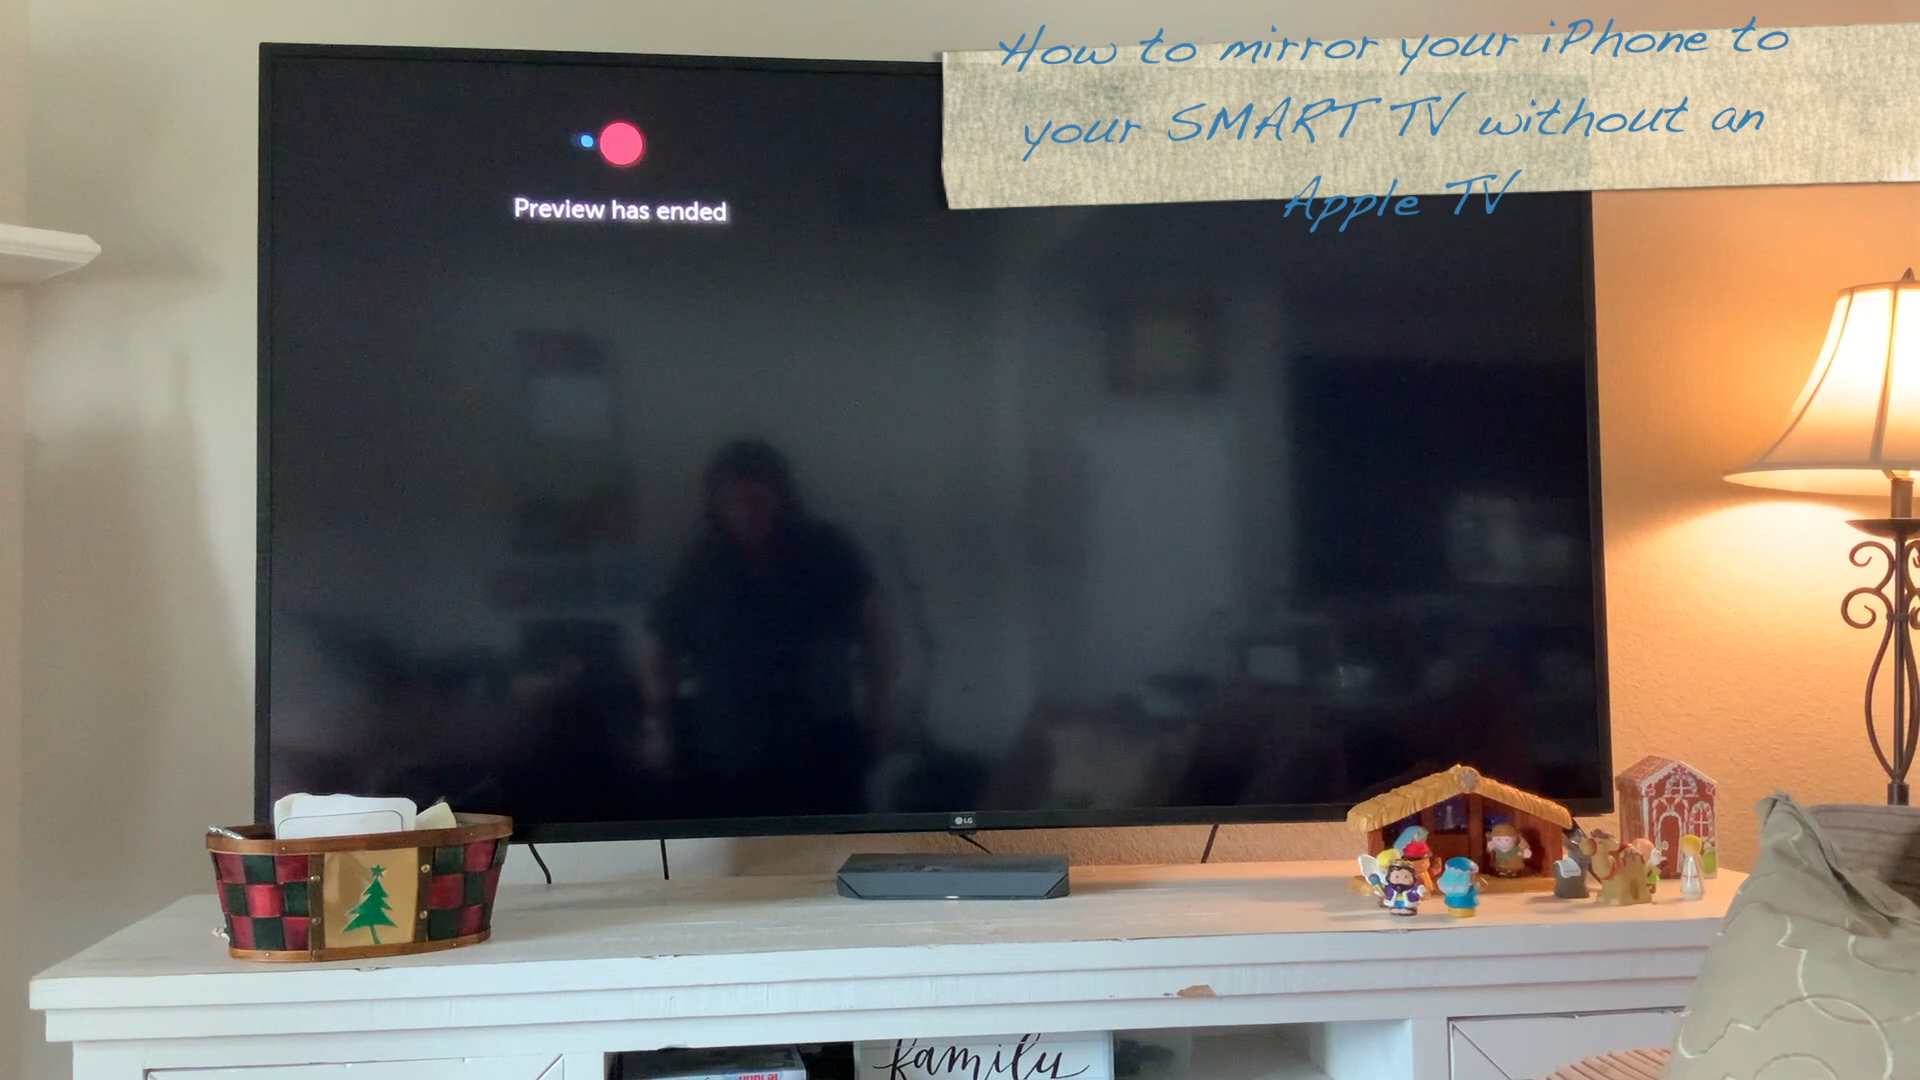 How to mirror your iPhone to
your SMART TV without an
Apple TV
Preview has ended
LG
family